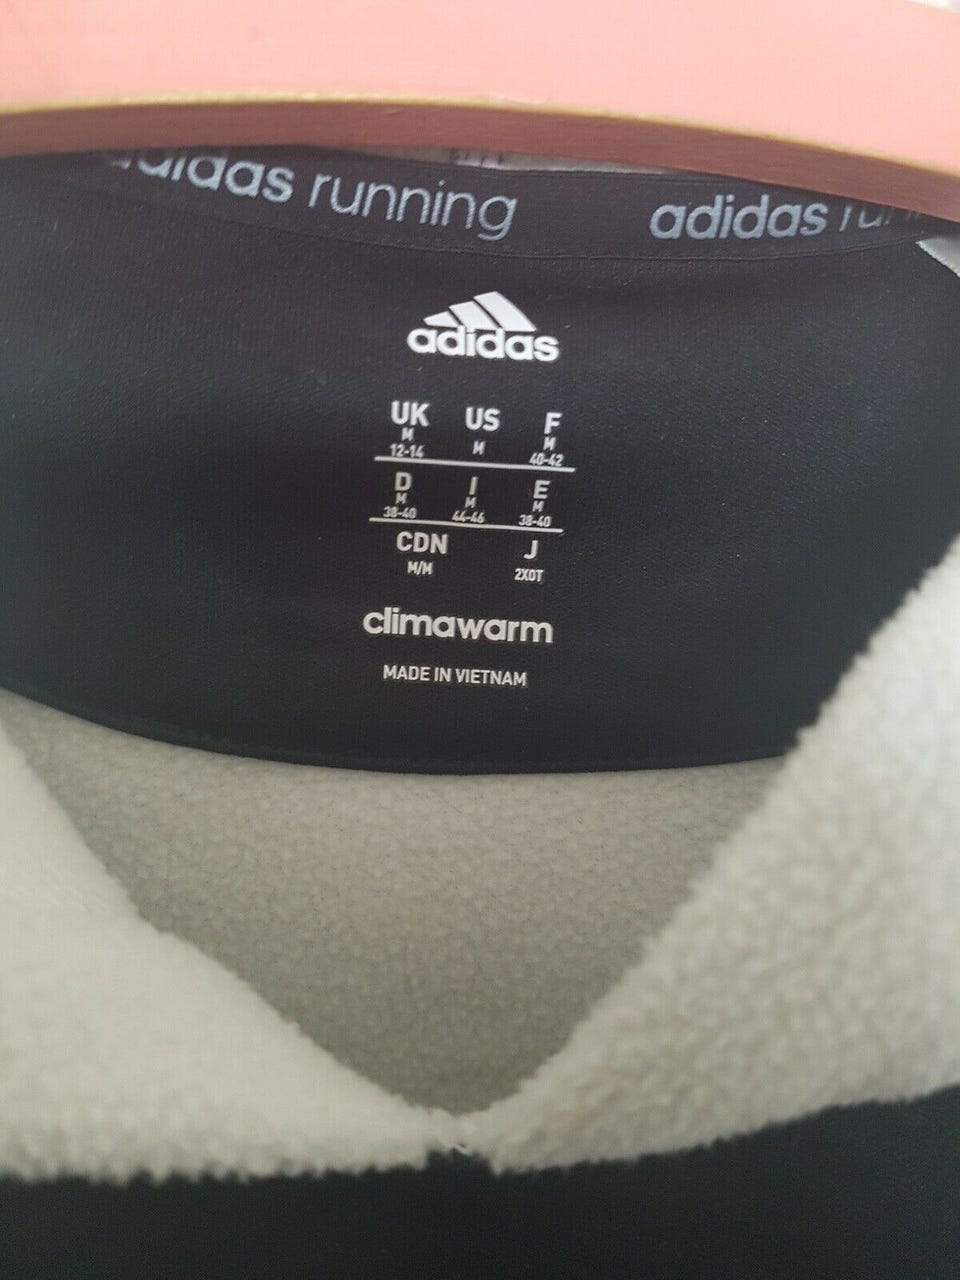 adidas running adidas
adidas
UK US F
M M M
12-14 40-42
D I E
M M M
38-40 44-46 38-40
CDN J
M/M 2XOT
climawarm
MADE IN VIETNAM